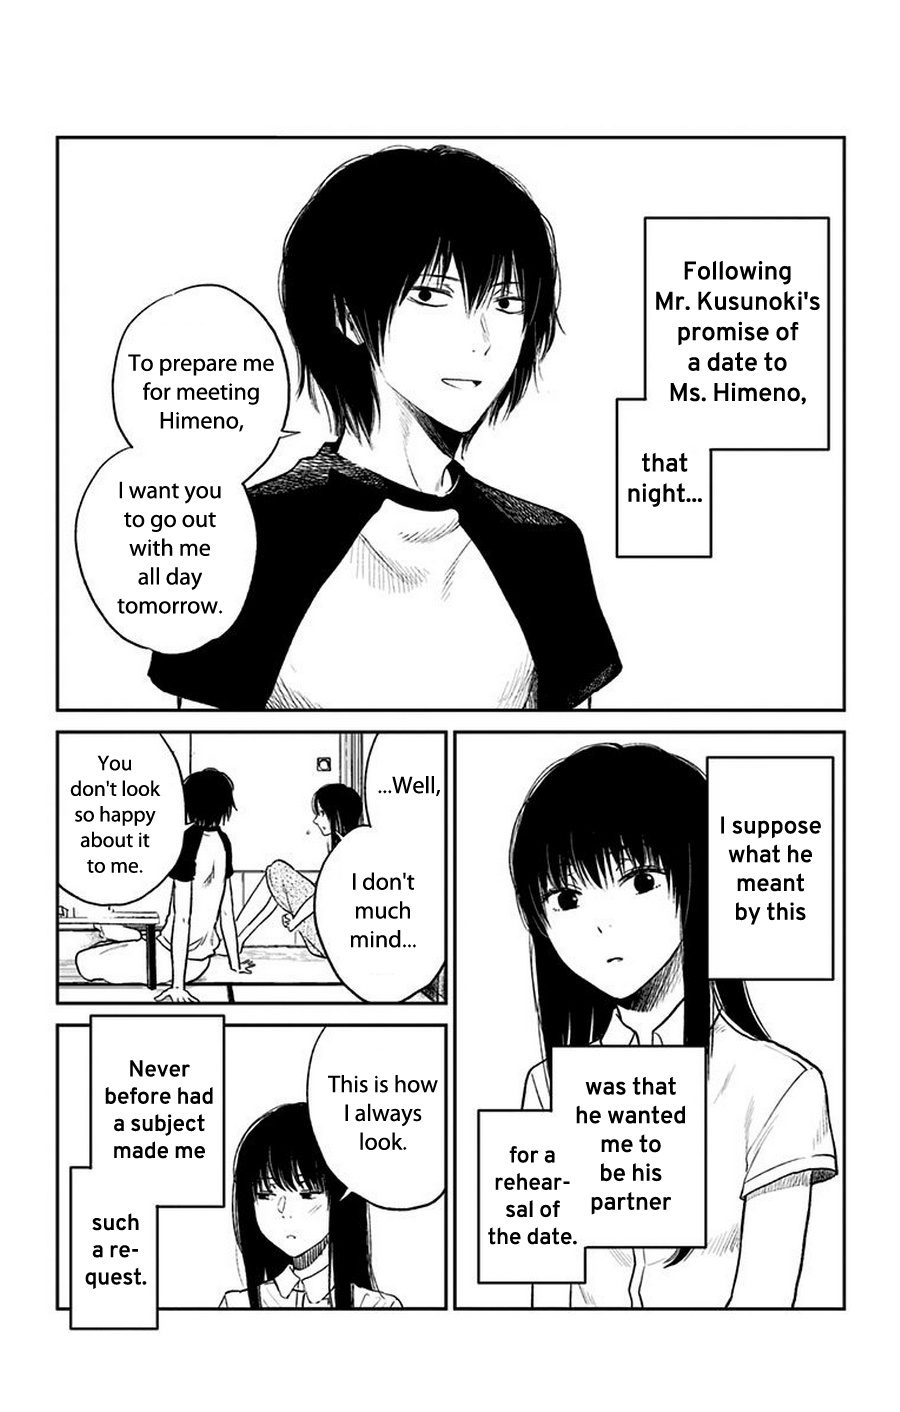 Following
Mr. Kusunoki's
promise of
a date to
Ms. Himeno,
that
night...
To prepare me
for meeting
Himeno,
I want you
to go out
with me
all day
tomorrow.
I suppose
what he
meant
by this
was that
he wanted
me to
be his
partner
for a
rehear-
sal of
the date.
...Well,
I don't
much
mind...
You
don't look
so happy
about it
to me.
This is how
I always
look.
Never
before had
a subject
made me
such
a re-
quest.